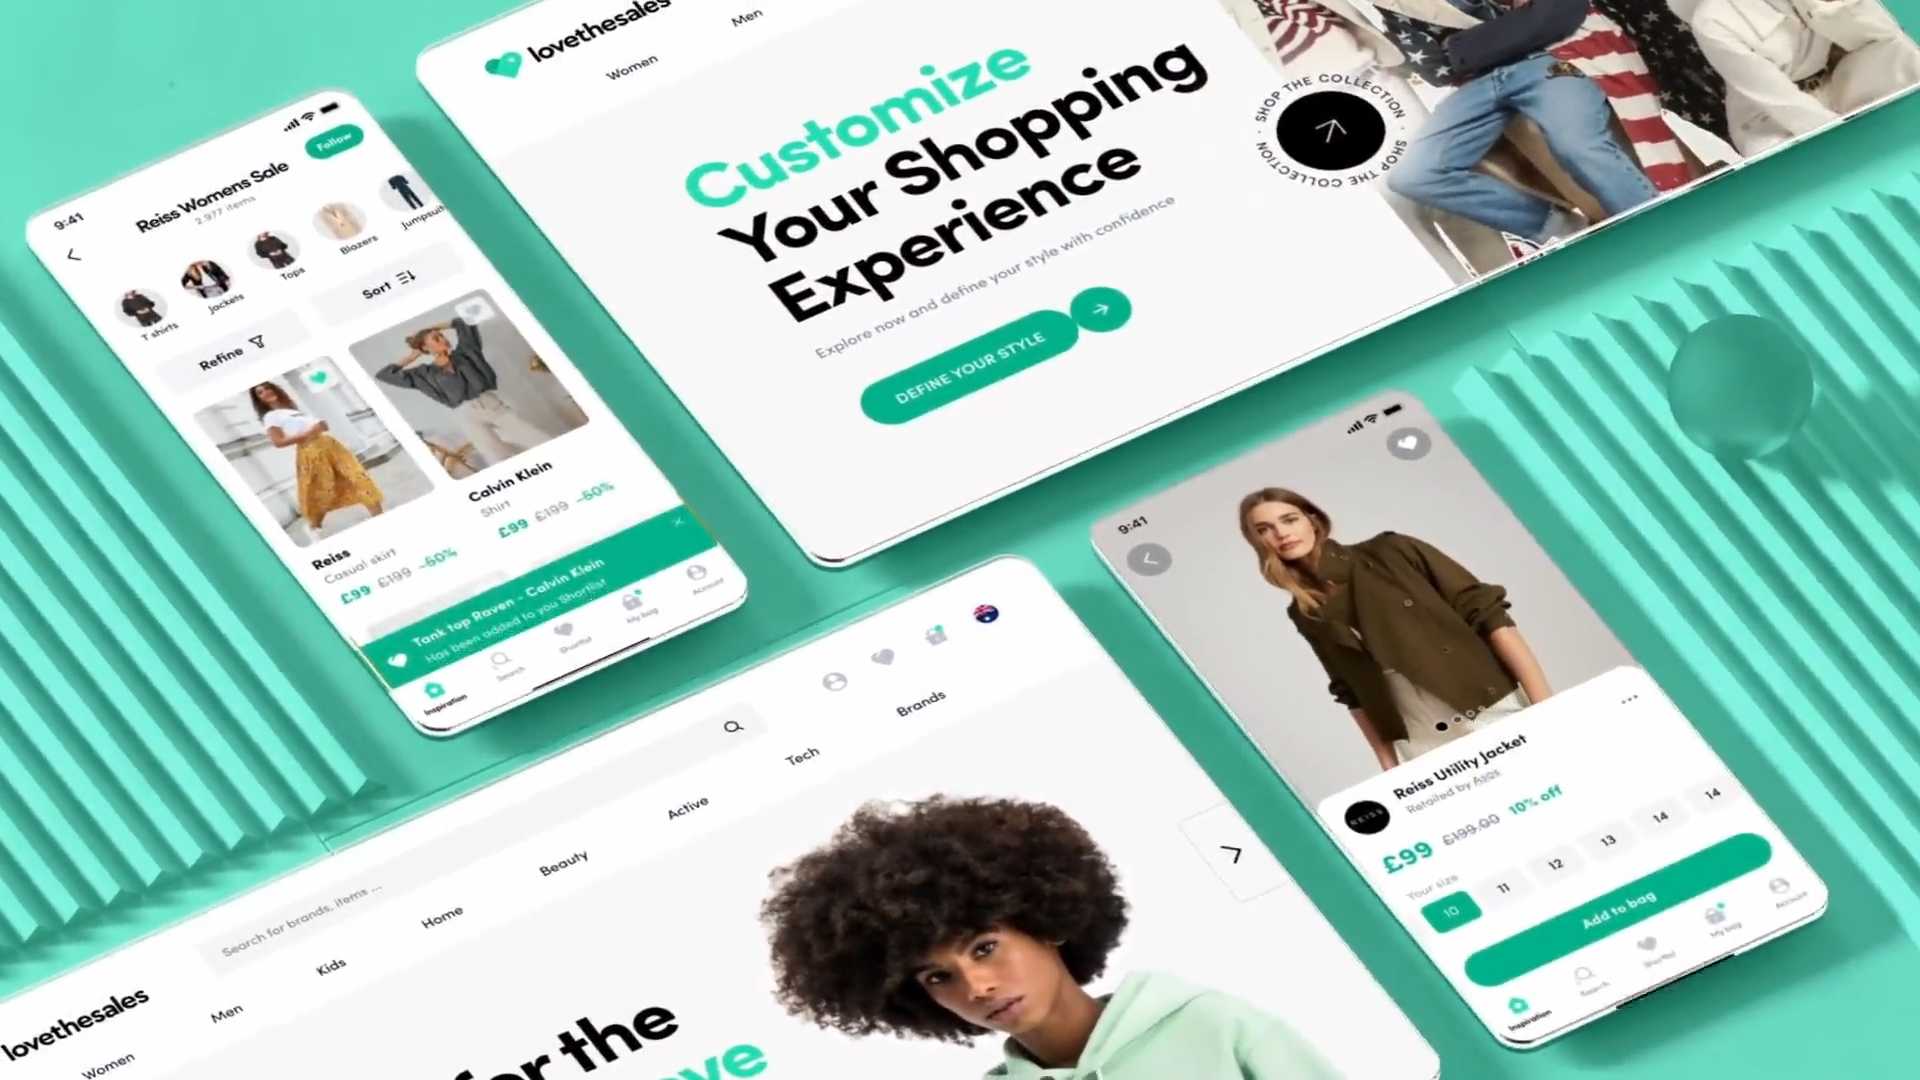 9:41
Follow
Reiss Womens Sale
2.977 items
T shirts
Jackets
Tops
Blazers
Jumpsuit
Refine
Sort
Reiss
Casual skirt
£99 £199 -50%
Calvin Klein
Shirt
£99 £199 -50%
Tank top Raven - Calvin Klein
Has been added to you Shortlist
Inspiration
Search
Shortlist
My bag
Account
lovethesales
Women
Men
Customize
Your Shopping
Experience
Explore now and define your style with confidence
DEFINE YOUR STYLE
SHOP THE COLLECTION · SHOP THE COLLECTION ·
lovethesales
Search for brands, items ...
Women
Men
Kids
Home
Beauty
Active
Tech
Brands
for the
9:41
REISS
Reiss Utility Jacket
Retailed by Asos
£99 £199.00 10% off
Your size
10 11 12 13 14 14
Add to bag
Inspiration
Search
Shortlist
My bag
Account